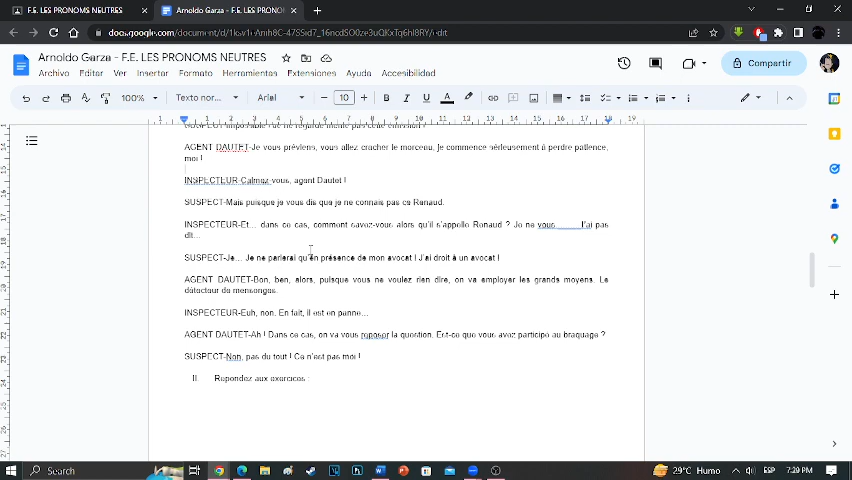 F.E. LES PRONOMS NEUTRES
Arnoldo Garza - F.E. LES PRONO
Arnoldo Garza - F.E. LES PRONOMS NEUTRES
Archivo Editar Ver Insertar Formato Herramientas Extensiones Ayuda Accesibilidad
Compartir
100% Texto norm... Arial 10
AGENT DAUTET-Je vous préviens, vous allez cracher le morceau, je commence sérieusement à perdre patience,
moi !
INSPECTEUR-Calmez-vous, agent Dautet !
SUSPECT-Mais puisque je vous dis que je ne connais pas ce Renaud.
INSPECTEUR-Et... dans ce cas, comment savez-vous alors qu'il s'appelle Renaud ? Je ne vous _____l'ai pas
dit...
SUSPECT-Je... Je ne parlerai qu'en présence de mon avocat ! J'ai droit à un avocat !
AGENT DAUTET-Bon, ben, alors, puisque vous ne voulez rien dire, on va employer les grands moyens. Le
détecteur de mensonges.
INSPECTEUR-Euh, non. En fait, il est en panne...
AGENT DAUTET-Ah ! Dans ce cas, on va vous reposer la question. Est-ce que vous avez participé au braquage ?
SUSPECT-Non, pas du tout ! Ce n'est pas moi !
II. Repondez aux exercices :
Search
29°C Humo
ESP
7:29 PM